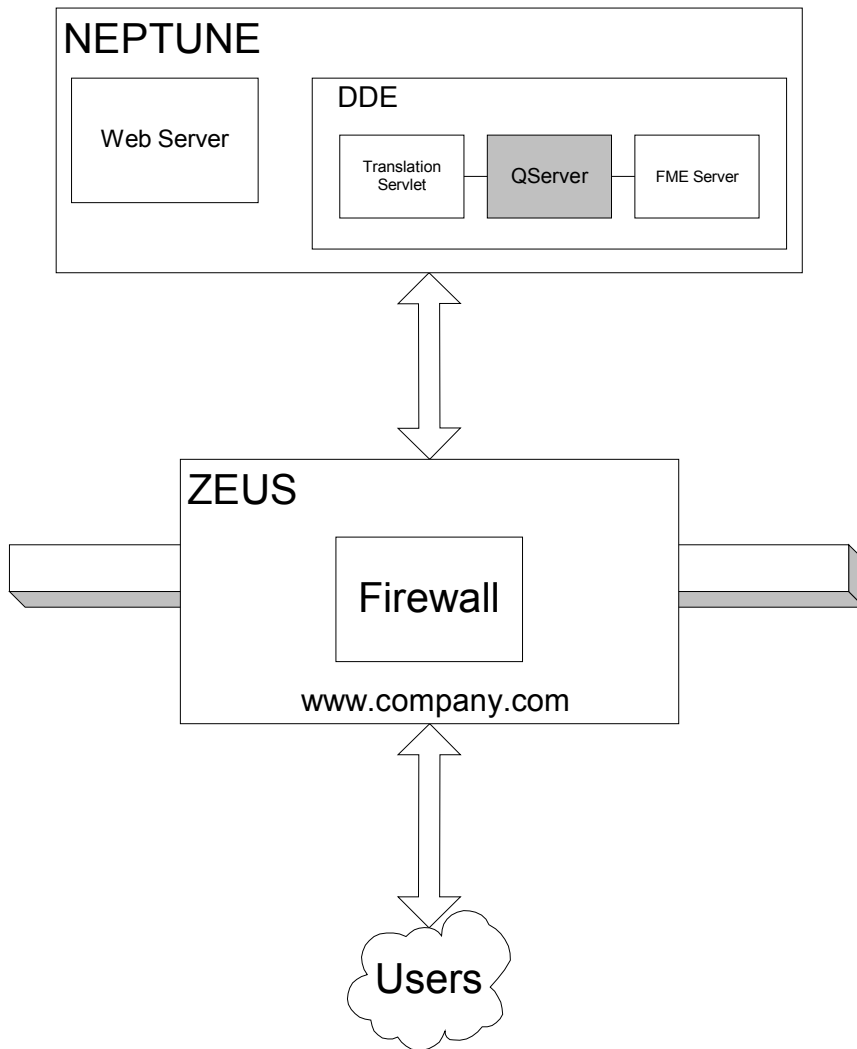 NEPTUNE
Web Server
DDE
Translation
Servlet
QServer
FME Server
ZEUS
Firewall
www.company.com
Users